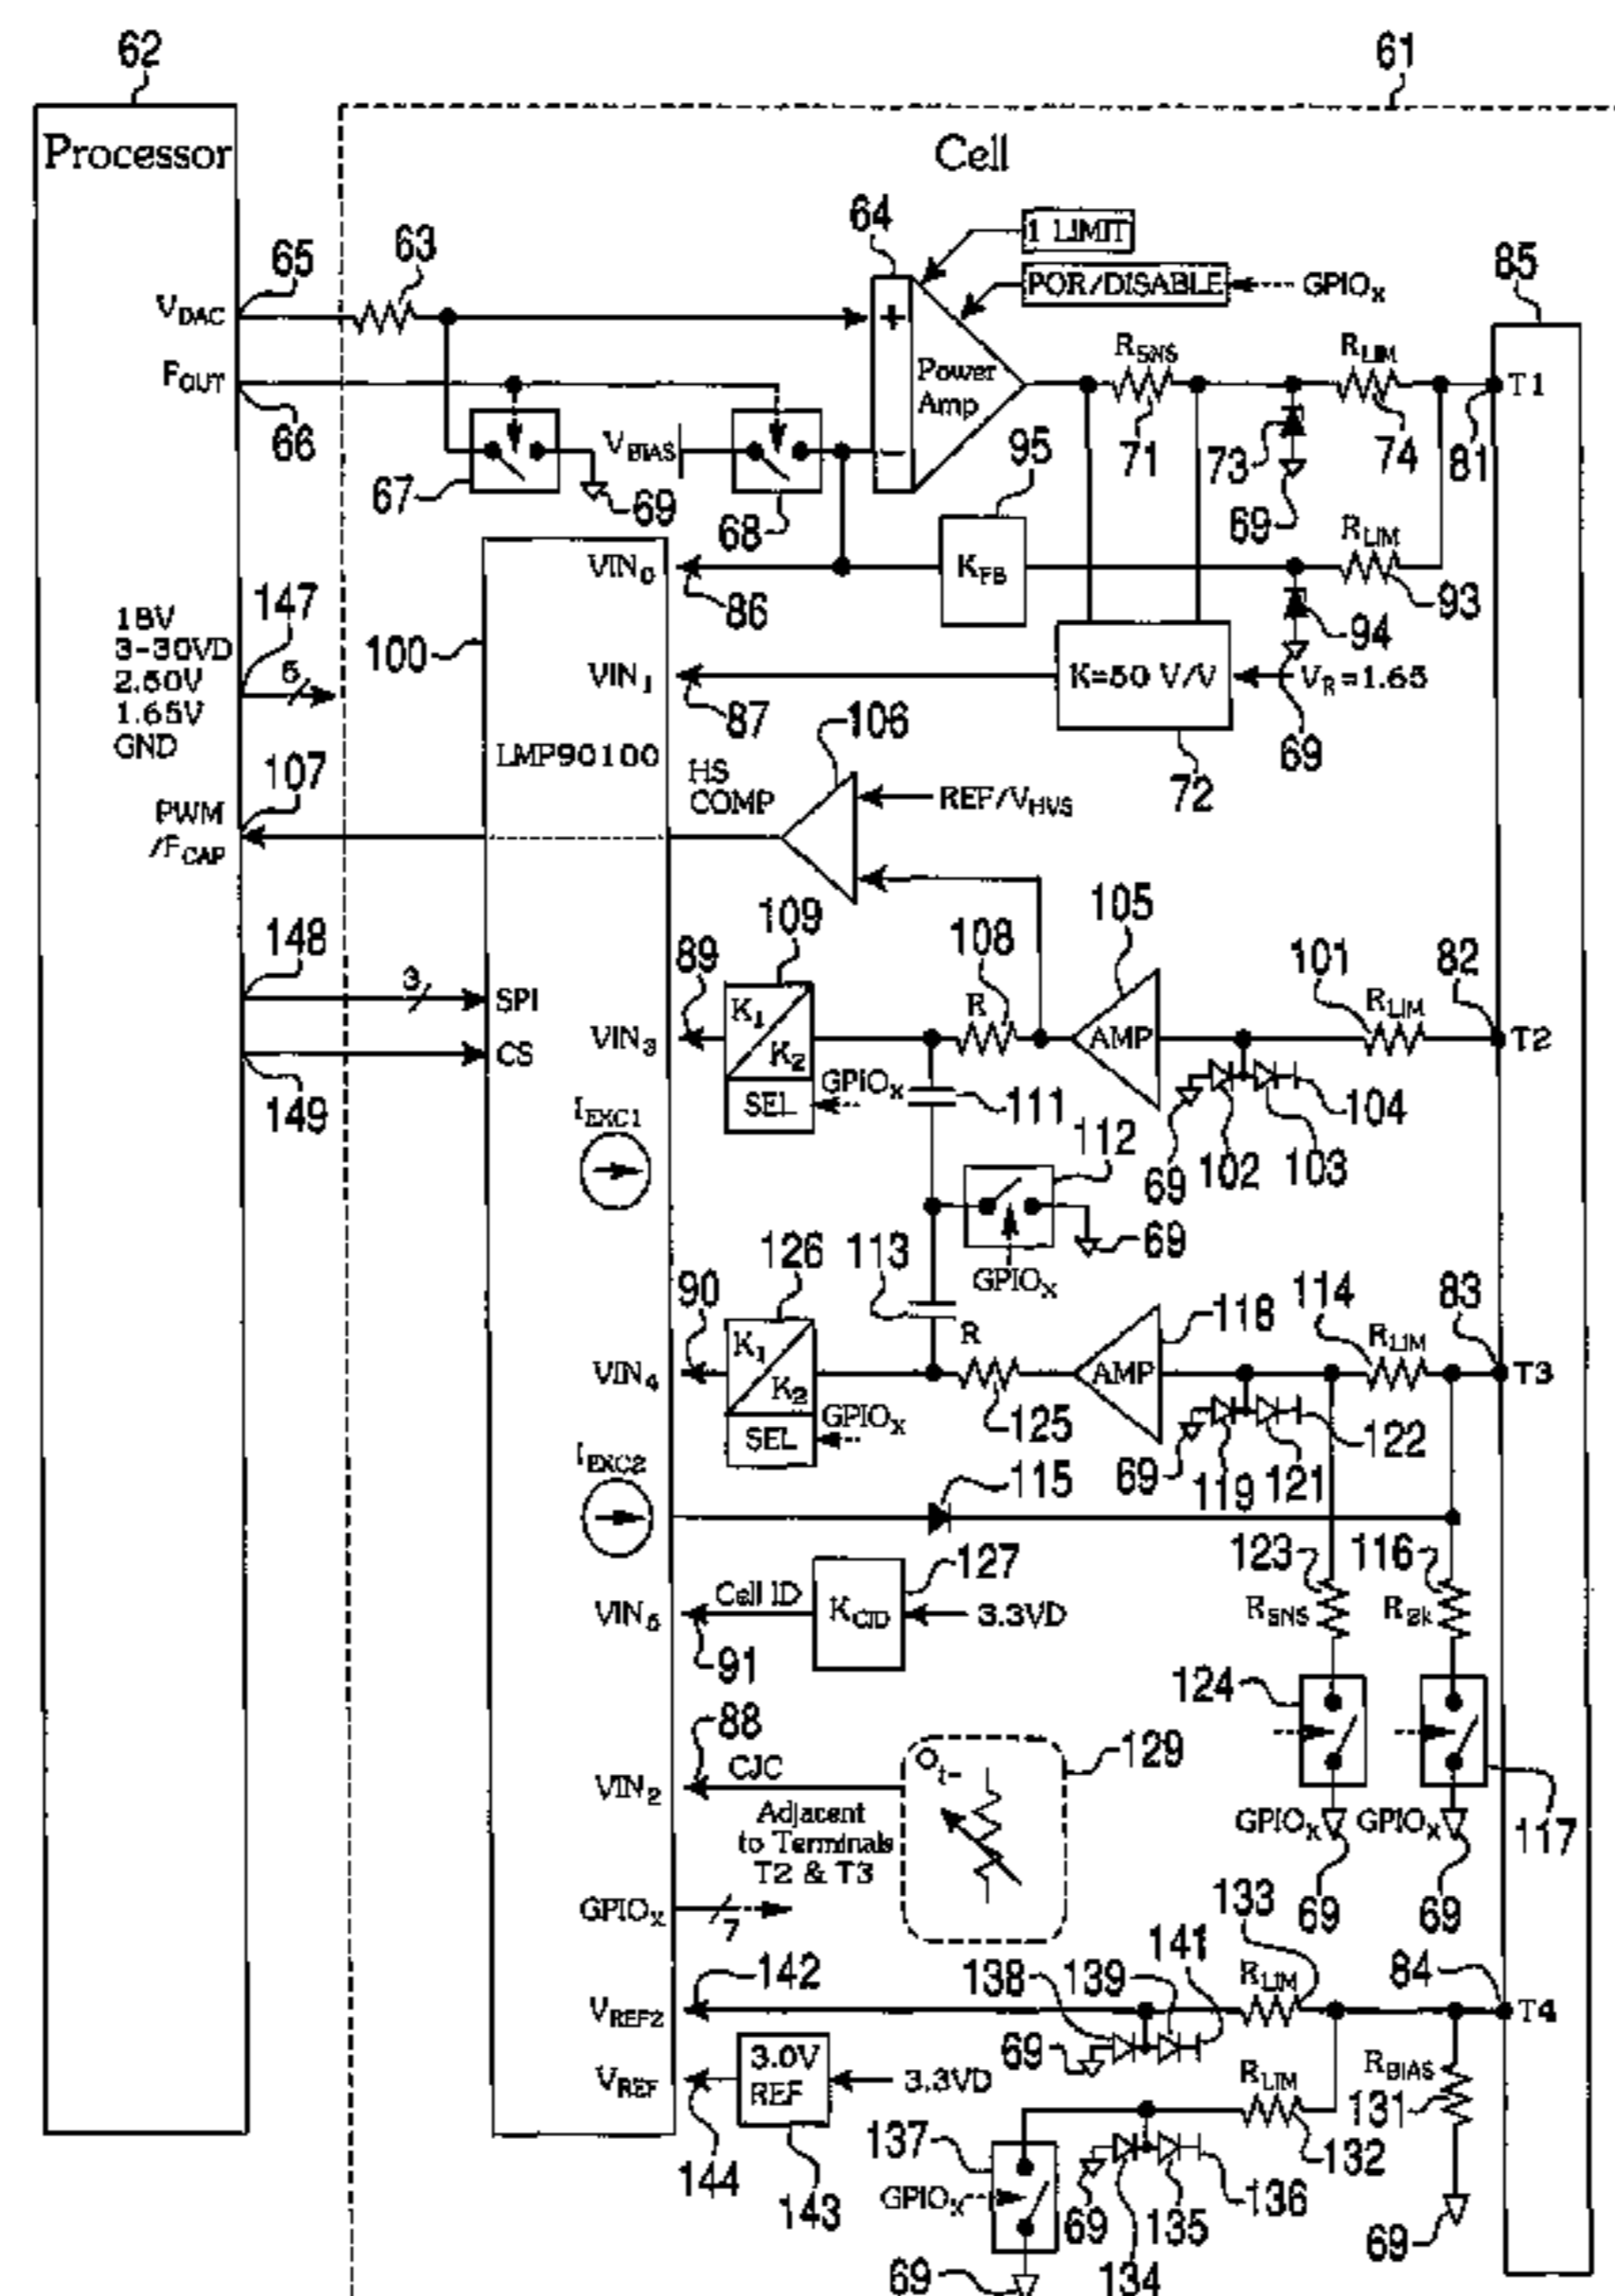 62
61
Processor
Cell
64
1 LIMIT
POR/DISABLE
GPIOx
85
65
63
VDAC
FOUT
66
+
-
Power
Amp
RSNS
RLIM
T1
67
69
VBIAS
68
95
71
73
74
81
69
RLIM
VIN0
86
KFB
93
94
147
18V
3-30VD
2.50V
1.65V
GND
6
100
VIN1
87
K=50 V/V
VR=1.65
69
72
LMP90100
107
PWM
/FCAP
HS
COMP
106
REF/VHVS
148
3
SPI
CS
149
89
109
108
105
101
82
VIN3
K1
K2
SEL
GPIOx
R
AMP
RLIM
T2
111
69
102
103
104
IEXC1
112
69
GPIOx
126
113
90
118
114
83
VIN4
K1
K2
SEL
GPIOx
R
AMP
RLIM
T3
125
69
119
121
122
IEXC2
115
127
123
116
Cell ID
VIN5
KCJD
3.3VD
RSNS
R2k
91
124
117
88
129
VIN2
CJC
Adjacent
to Terminals
T2 & T3
t-
GPIOx
GPIOx
69
69
GPIOx
7
142
138
139
141
133
84
VREF2
RLIM
T4
69
VREF
3.0V
REF
3.3VD
RLIM
RBIAS
131
144
143
137
GPIOx
69
134
135
136
132
69
69